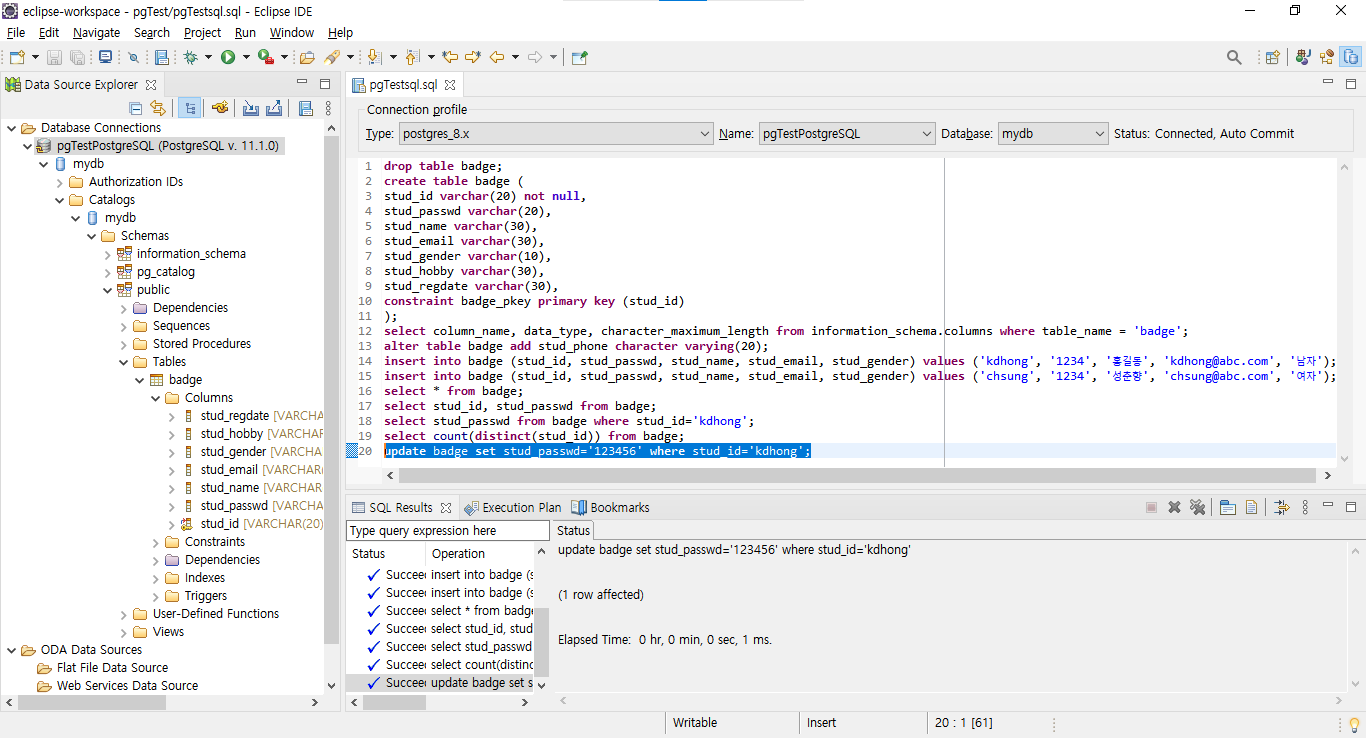 eclipse-workspace - pgTest/pgTestsql.sql - Eclipse IDE
File Edit Navigate Search Project Run Window Help
Data Source Explorer
Database Connections
pgTestPostgreSQL (PostgreSQL v. 11.1.0)
mydb
Authorization IDs
Catalogs
mydb
Schemas
information_schema
pg_catalog
public
Dependencies
Sequences
Stored Procedures
Tables
badge
Columns
stud_regdate [VARCHA
stud_hobby [VARCHAR
stud_gender [VARCHAR
stud_email [VARCHAR(
stud_name [VARCHAR
stud_passwd [VARCHA
stud_id [VARCHAR(20)
Constraints
Dependencies
Indexes
Triggers
User-Defined Functions
Views
ODA Data Sources
Flat File Data Source
Web Services Data Source
pgTestsql.sql
Connection profile
Type: postgres_8.x Name: pgTestPostgreSQL Database: mydb Status: Connected, Auto Commit
1 drop table badge;
2 create table badge (
3 stud_id varchar(20) not null,
4 stud_passwd varchar(20),
5 stud_name varchar(30),
6 stud_email varchar(30),
7 stud_gender varchar(10),
8 stud_hobby varchar(30),
9 stud_regdate varchar(30),
10 constraint badge_pkey primary key (stud_id)
11 );
12 select column_name, data_type, character_maximum_length from information_schema.columns where table_name = 'badge';
13 alter table badge add stud_phone character varying(20);
14 insert into badge (stud_id, stud_passwd, stud_name, stud_email, stud_gender) values ('kdhong', '1234', '홍길동', 'kdhong@abc.com', '남자');
15 insert into badge (stud_id, stud_passwd, stud_name, stud_email, stud_gender) values ('chsung', '1234', '성춘향', 'chsung@abc.com', '여자');
16 select * from badge;
17 select stud_id, stud_passwd from badge;
18 select stud_passwd from badge where stud_id='kdhong';
19 select count(distinct(stud_id)) from badge;
20 update badge set stud_passwd='123456' where stud_id='kdhong';
SQL Results Execution Plan Bookmarks
Type query expression here
Status Operation
Succee insert into badge (s
Succee insert into badge (s
Succee select * from badge
Succee select stud_id, stud
Succee select stud_passwd
Succee select count(distinc
Succee update badge set s
Status
update badge set stud_passwd='123456' where stud_id='kdhong'
(1 row affected)
Elapsed Time: 0 hr, 0 min, 0 sec, 1 ms.
Writable Insert 20 : 1 [61]